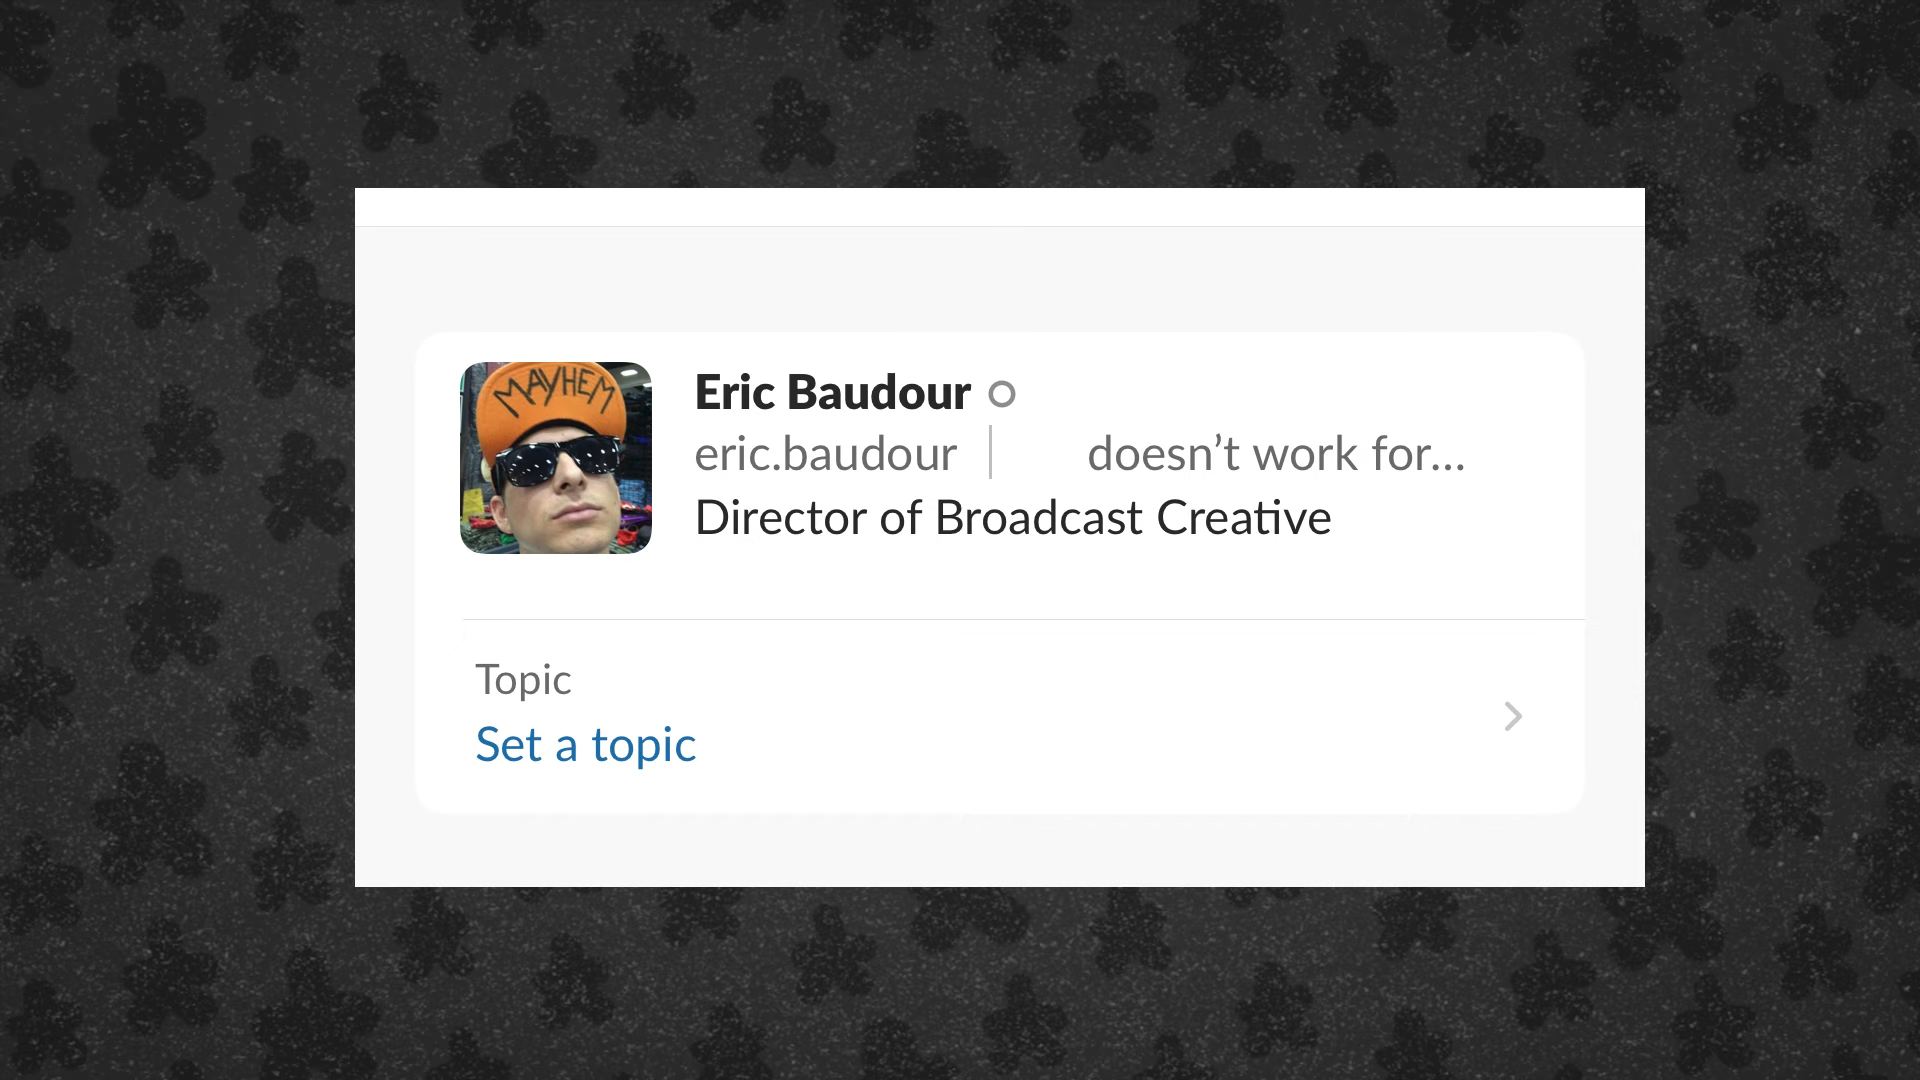 MAYHEM
Eric Baudour
eric.baudour | doesn’t work for...
Director of Broadcast Creative
Topic
Set a topic